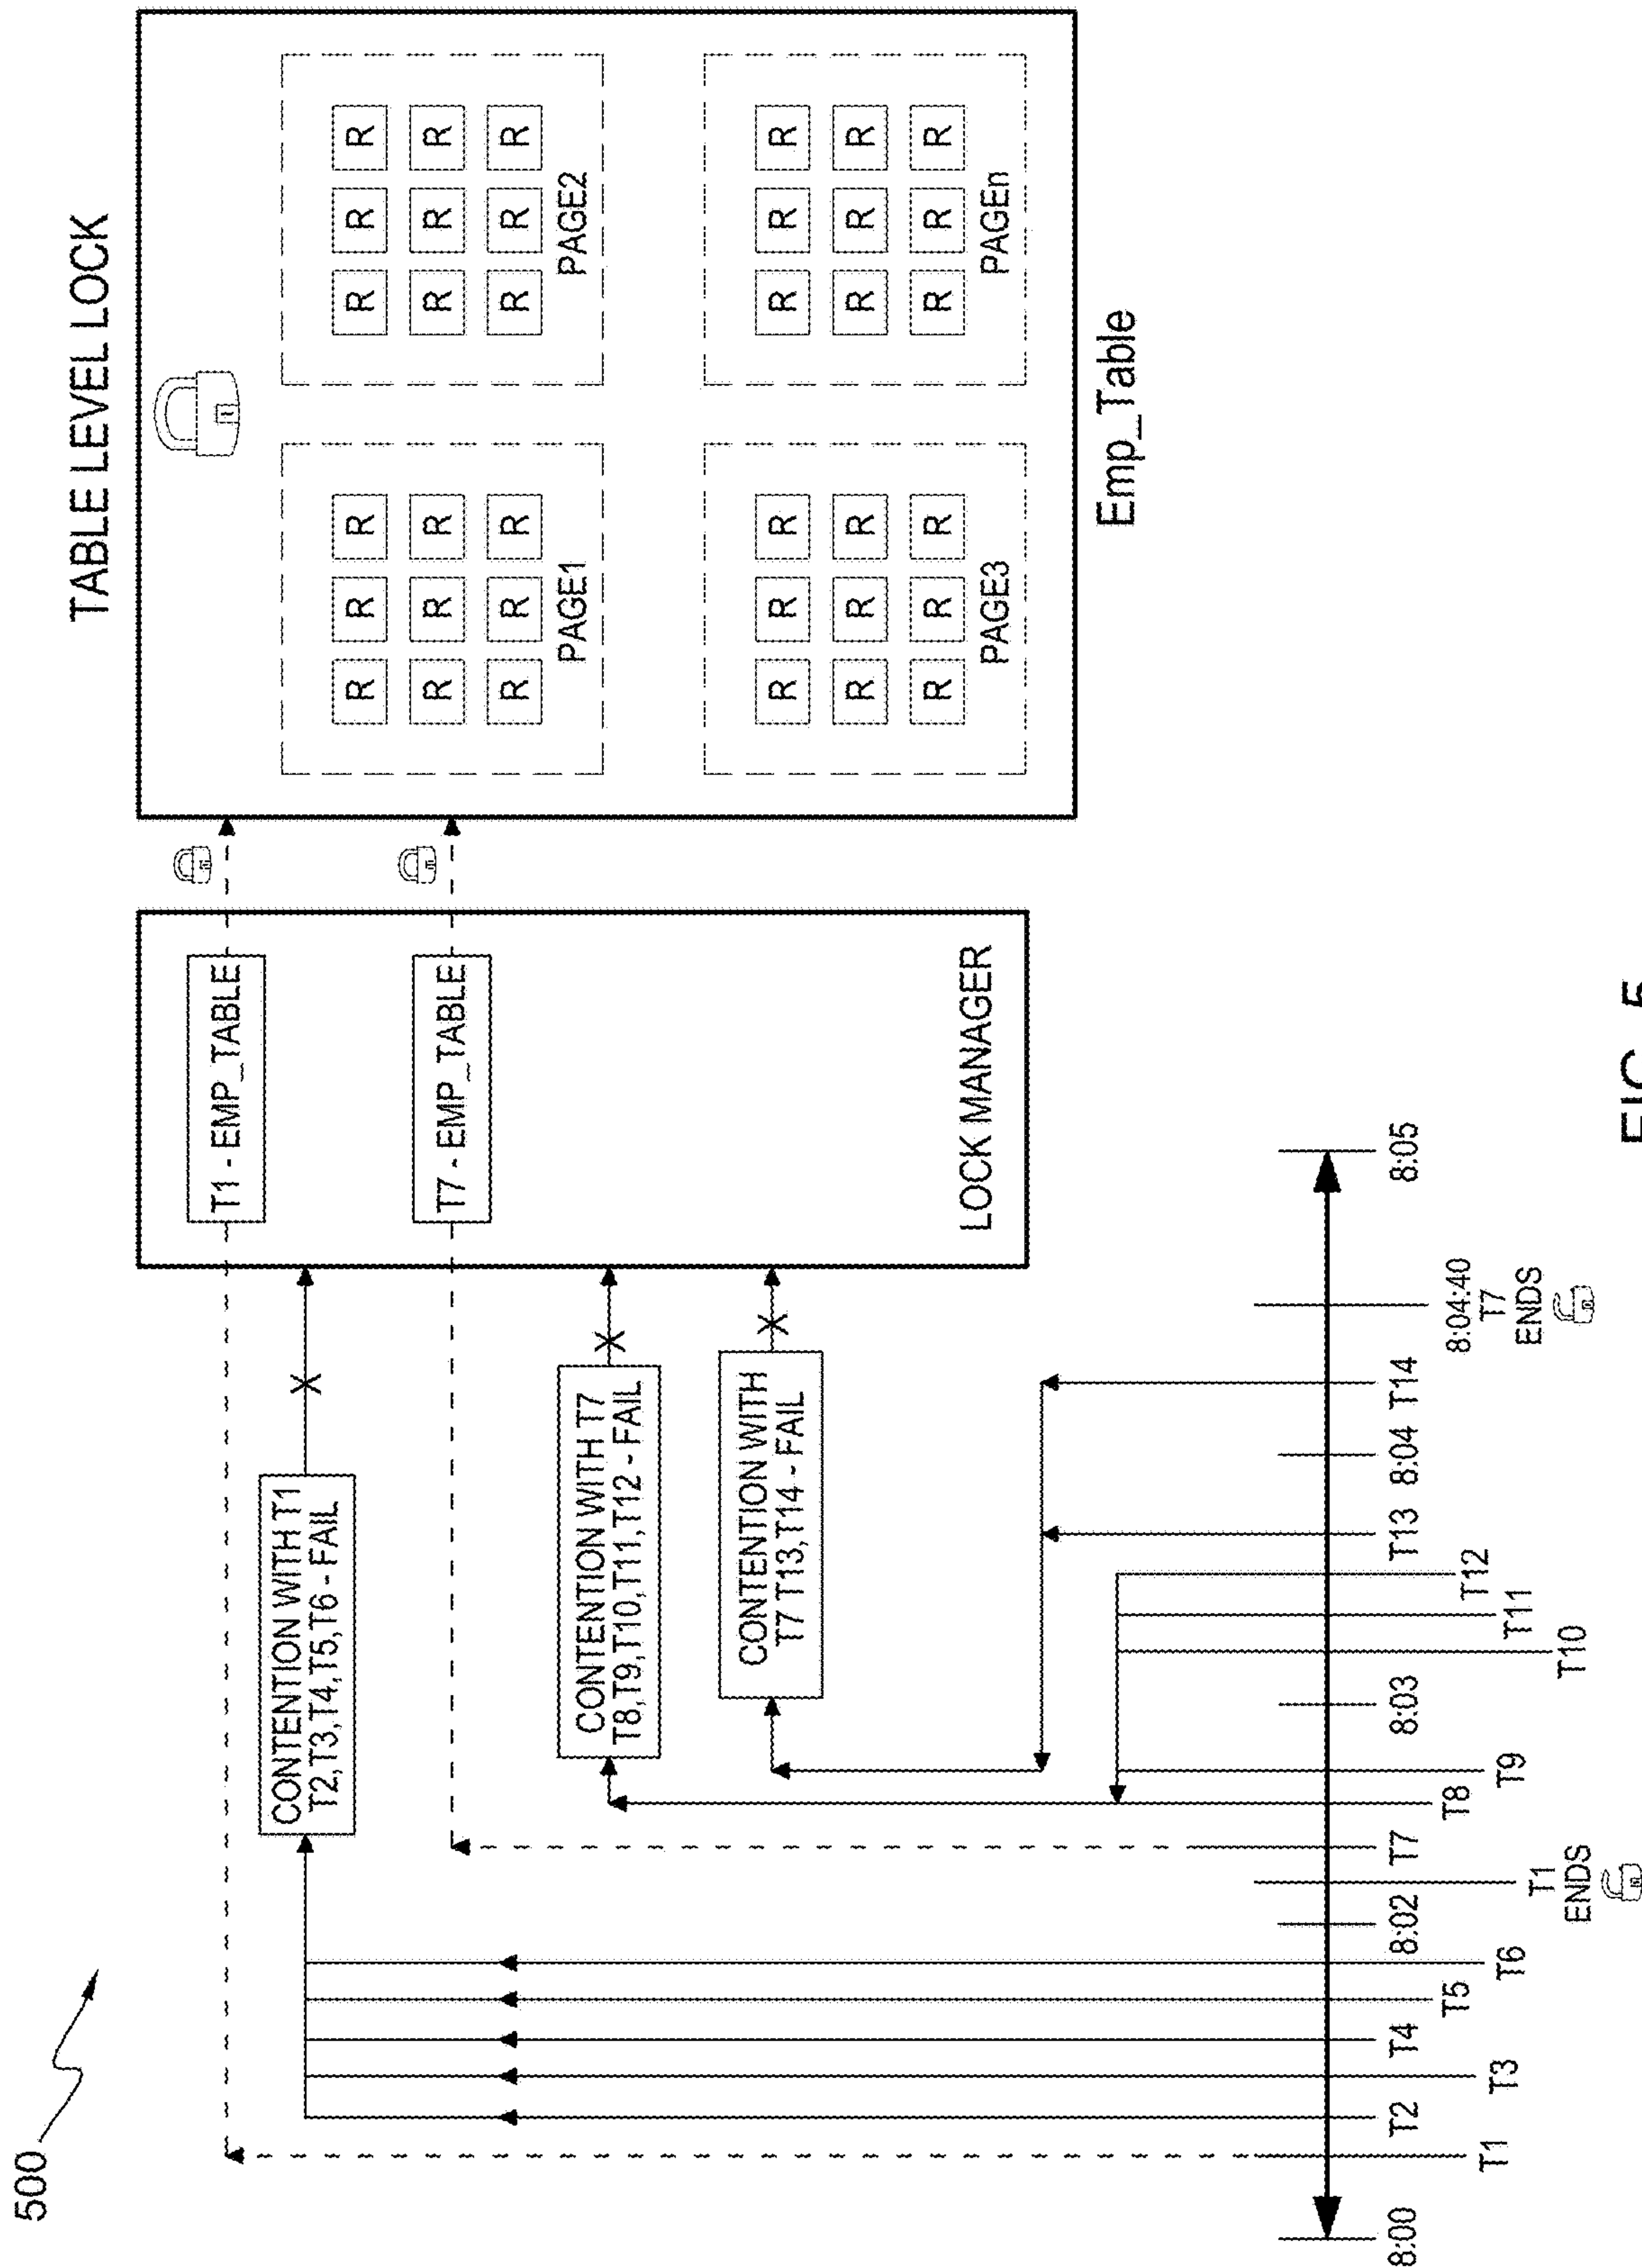 500
TABLE LEVEL LOCK
T1 - EMP_TABLE
T7 - EMP_TABLE
LOCK MANAGER
CONTENTION WITH T1
T2,T3,T4,T5,T6 - FAIL
CONTENTION WITH T7
T8,T9,T10,T11,T12 - FAIL
CONTENTION WITH
T7 T13,T14 - FAIL
R R R
R R R
R R R
PAGE1
R R R
R R R
R R R
PAGE2
R R R
R R R
R R R
PAGE3
R R R
R R R
R R R
PAGEn
Emp_Table
8:00
T1
T2
T3
T4
T5
T6
8:02
T1
ENDS
T7
T8
T9
8:03
T10
T11
T12
T13
8:04
T14
8:04:40
T7
ENDS
8:05
FIG. 5